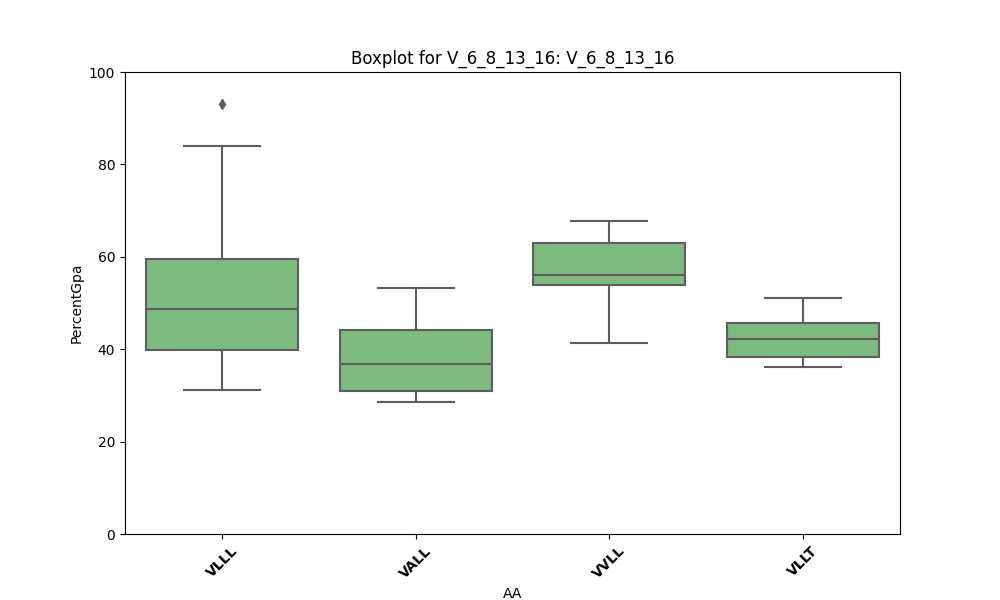 Boxplot for V_6_8_13_16: V_6_8_13_16
100
80
60
40
20
0
PercentGpa
VLLL
VALL
VVLL
VLLT
AA